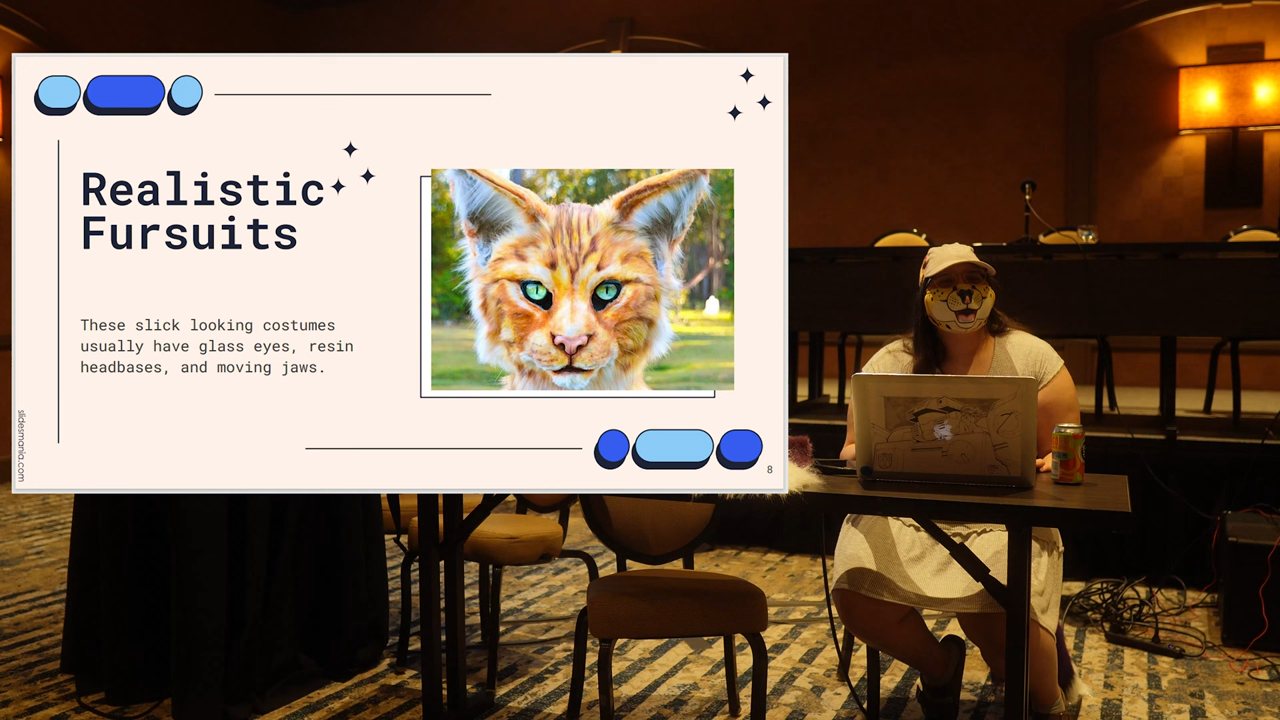 Realistic
Fursuits
These slick looking costumes
usually have glass eyes, resin
headbases, and moving jaws.
slidesmania.com
8